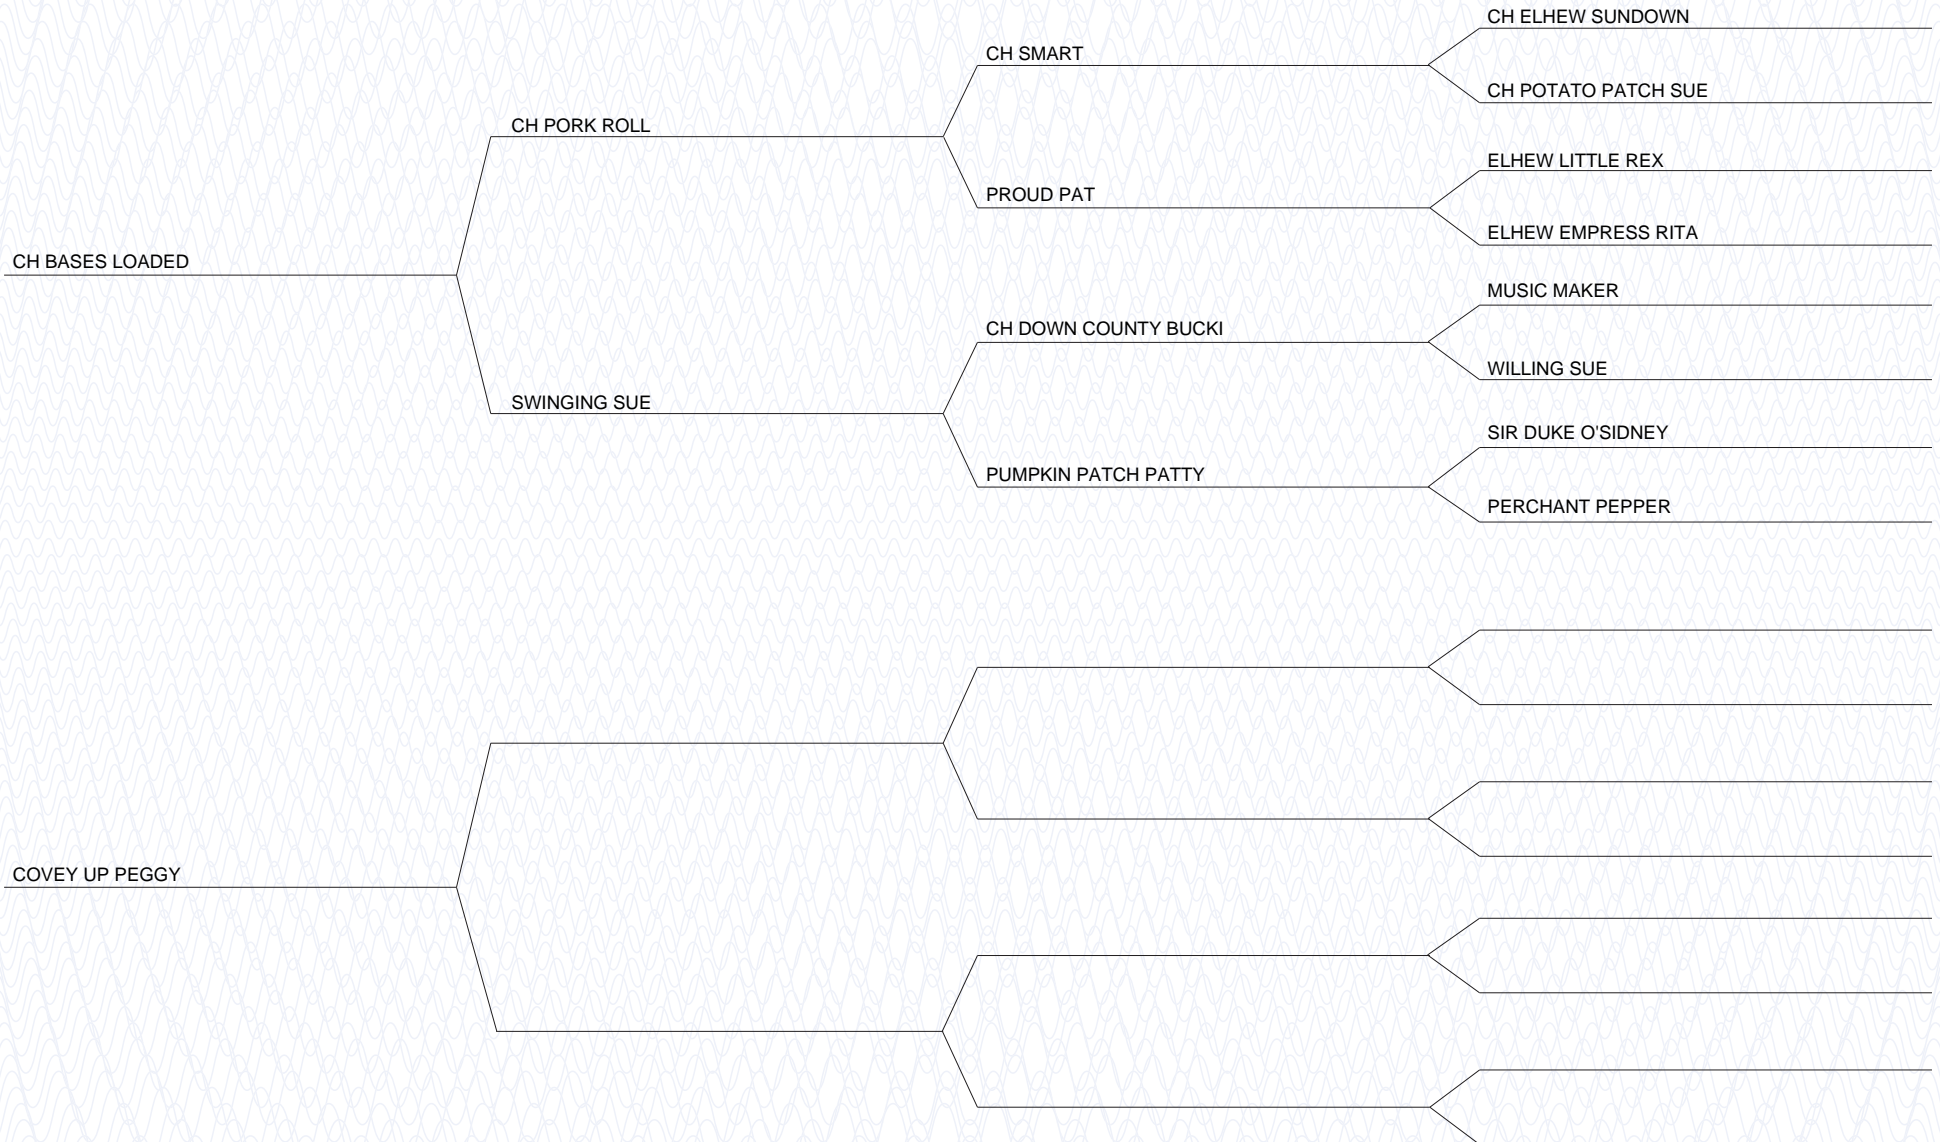 CH ELHEW SUNDOWN
CH SMART
CH POTATO PATCH SUE
CH PORK ROLL
ELHEW LITTLE REX
PROUD PAT
ELHEW EMPRESS RITA
CH BASES LOADED
MUSIC MAKER
CH DOWN COUNTY BUCKI
WILLING SUE
SWINGING SUE
SIR DUKE O'SIDNEY
PUMPKIN PATCH PATTY
PERCHANT PEPPER
COVEY UP PEGGY